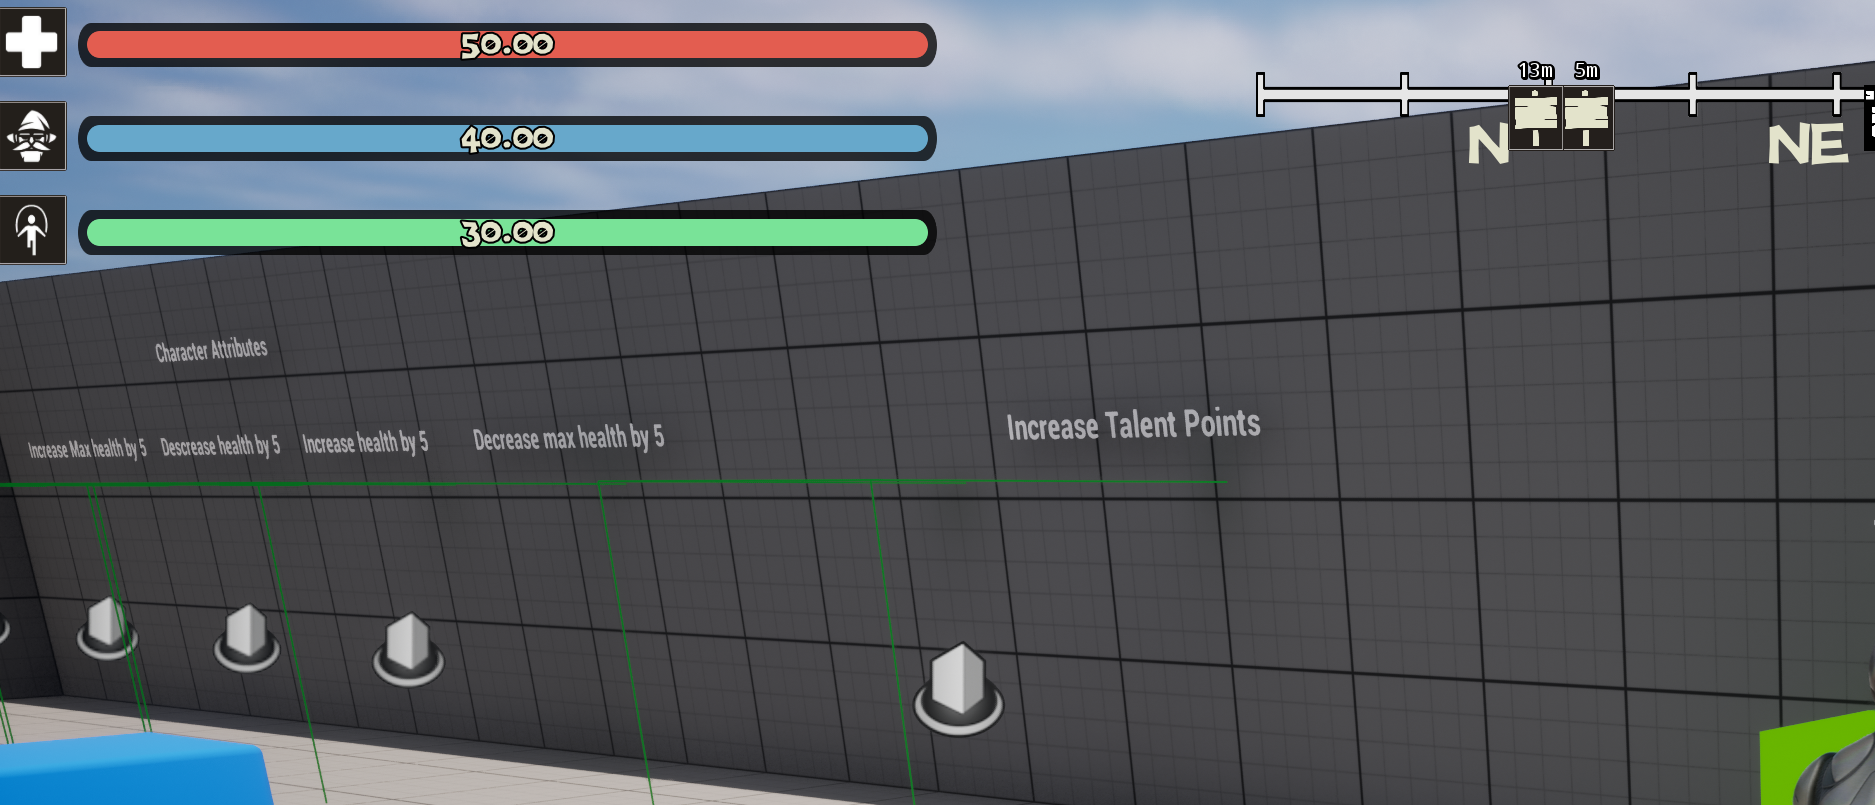 50.00
40.00
30.00
13m 5m
N NE
Character Attributes
Increase Max health by 5
Descrease health by 5
Increase health by 5
Decrease max health by 5
Increase Talent Points